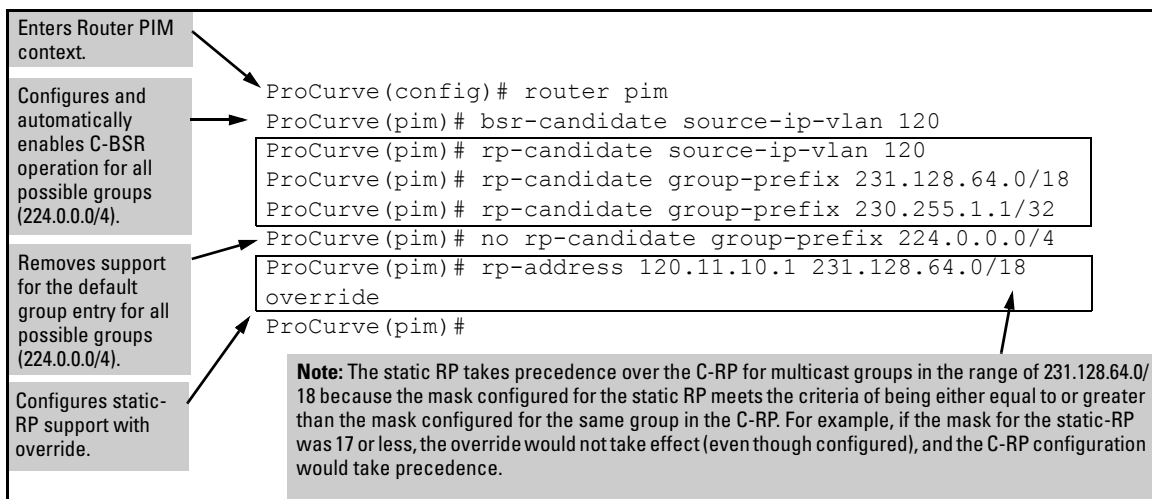 Enters Router PIM
context.
Configures and
automatically
enables C-BSR
operation for all
possible groups
(224.0.0.0/4).
Removes support
for the default
group entry for all
possible groups
(224.0.0.0/4).
Configures static-
RP support with
override.
ProCurve(config)# router pim
ProCurve(pim)# bsr-candidate source-ip-vlan 120
ProCurve(pim)# rp-candidate source-ip-vlan 120
ProCurve(pim)# rp-candidate group-prefix 231.128.64.0/18
ProCurve(pim)# rp-candidate group-prefix 230.255.1.1/32
ProCurve(pim)# no rp-candidate group-prefix 224.0.0.0/4
ProCurve(pim)# rp-address 120.11.10.1 231.128.64.0/18
override
ProCurve(pim)#
Note: The static RP takes precedence over the C-RP for multicast groups in the range of 231.128.64.0/
18 because the mask configured for the static RP meets the criteria of being either equal to or greater
than the mask configured for the same group in the C-RP. For example, if the mask for the static-RP
was 17 or less, the override would not take effect (even though configured), and the C-RP configuration
would take precedence.